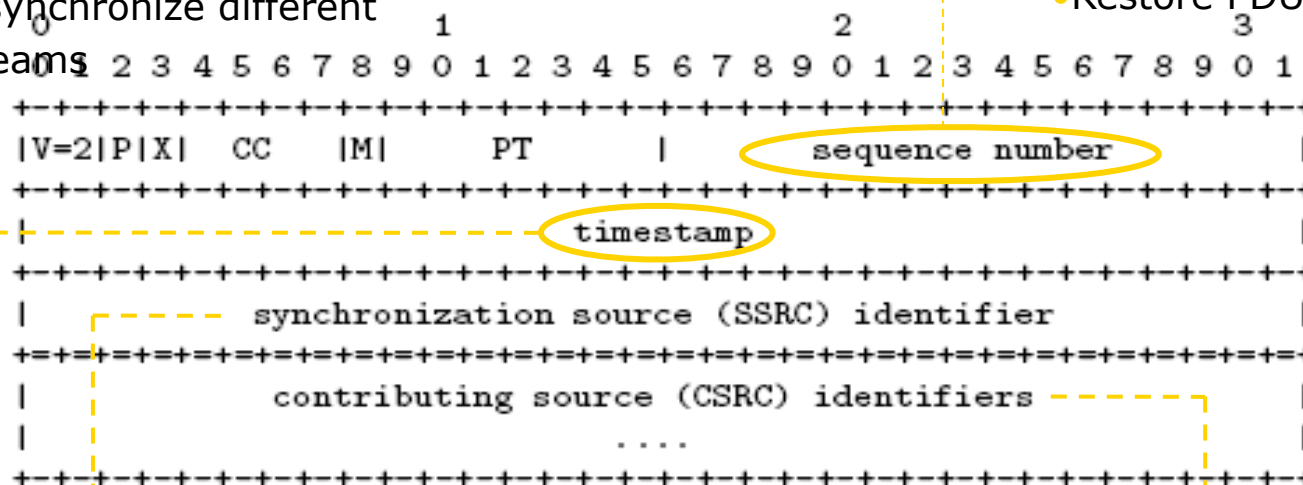 synchronize different
•Restore PDU
eams
0 1 2 3
0 1 2 3 4 5 6 7 8 9 0 1 2 3 4 5 6 7 8 9 0 1 2 3 4 5 6 7 8 9 0 1
+-+-+-+-+-+-+-+-+-+-+-+-+-+-+-+-+-+-+-+-+-+-+-+-+-+-+-+-+-+-+-+-+-
|V=2|P|X| CC |M| PT | sequence number |
+-+-+-+-+-+-+-+-+-+-+-+-+-+-+-+-+-+-+-+-+-+-+-+-+-+-+-+-+-+-+-+-+-
| timestamp |
+-+-+-+-+-+-+-+-+-+-+-+-+-+-+-+-+-+-+-+-+-+-+-+-+-+-+-+-+-+-+-+-+-
| synchronization source (SSRC) identifier |
+=+=+=+=+=+=+=+=+=+=+=+=+=+=+=+=+=+=+=+=+=+=+=+=+=+=+=+=+=+=+=+=+=
| contributing source (CSRC) identifiers |
| .... |
+-+-+-+-+-+-+-+-+-+-+-+-+-+-+-+-+-+-+-+-+-+-+-+-+-+-+-+-+-+-+-+-+-